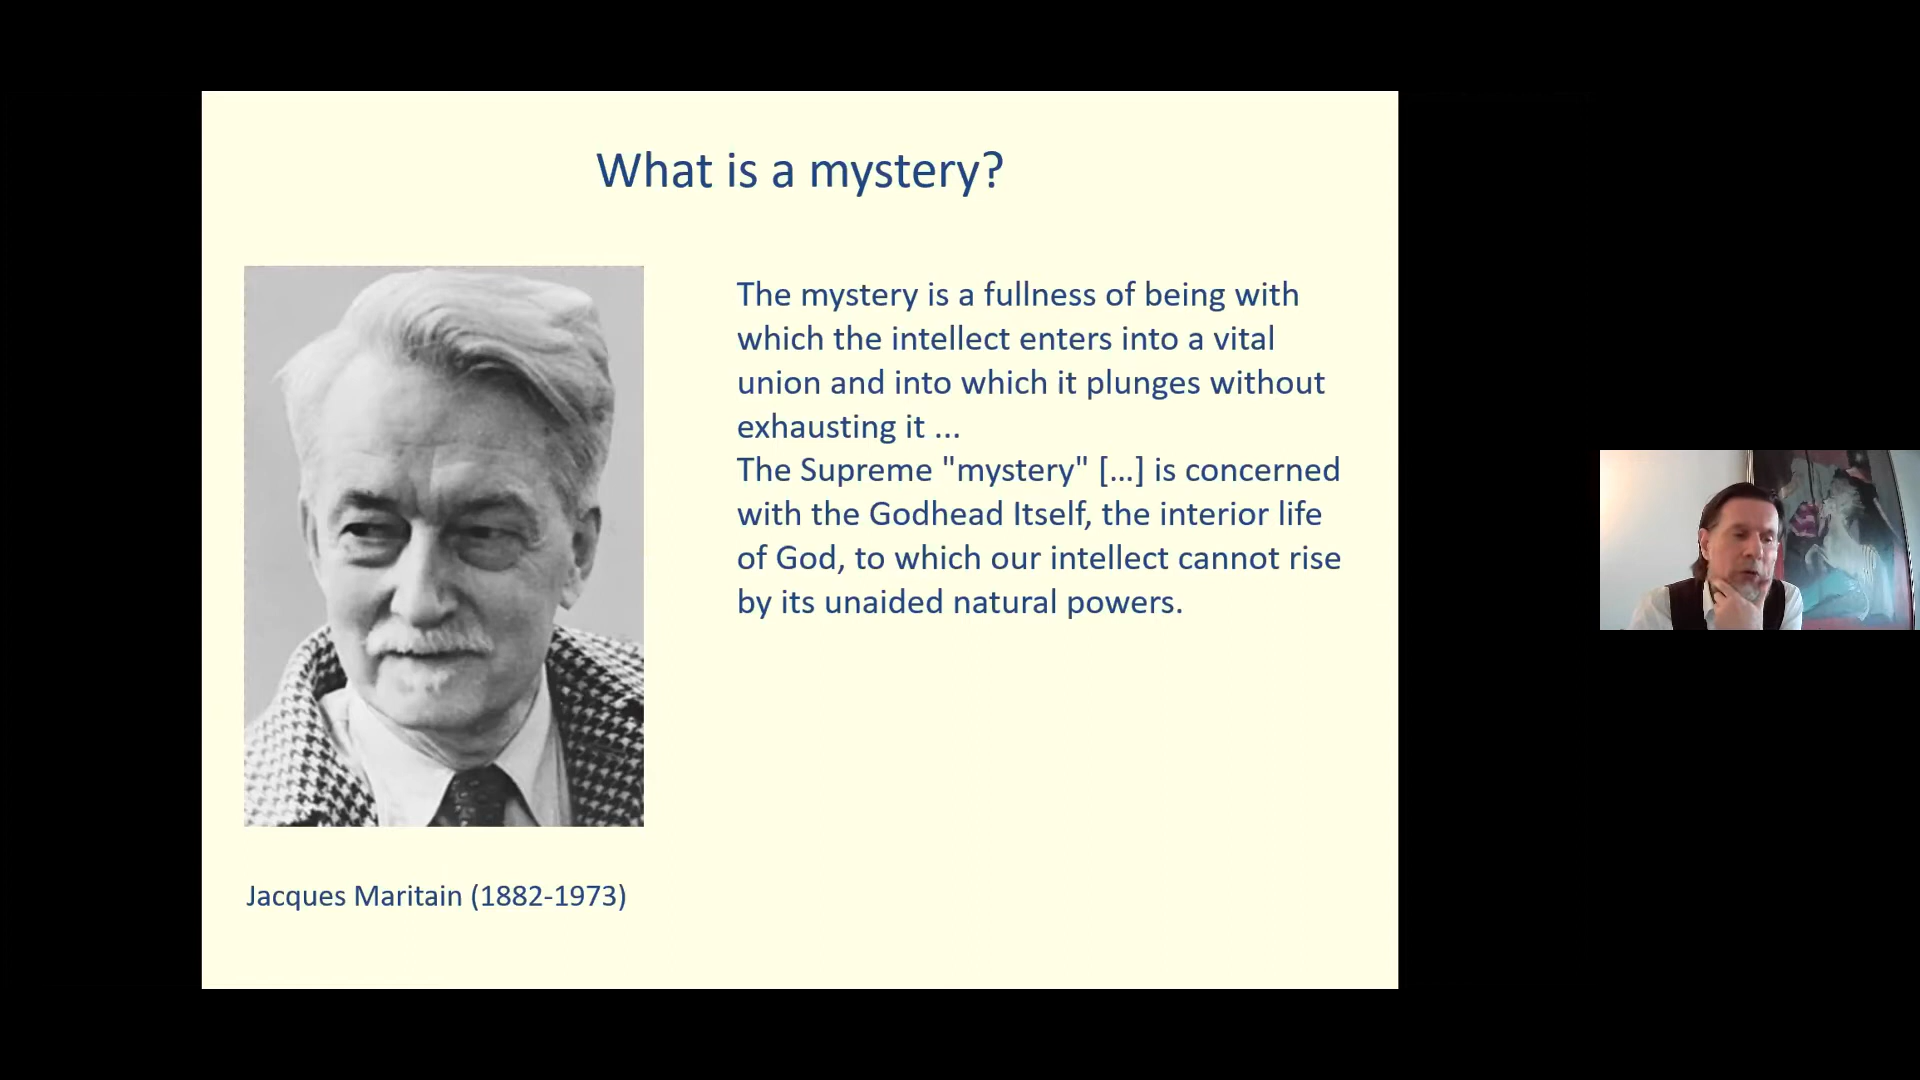 What is a mystery?
The mystery is a fullness of being with
which the intellect enters into a vital
union and into which it plunges without
exhausting it ...
The Supreme "mystery" [...] is concerned
with the Godhead Itself, the interior life
of God, to which our intellect cannot rise
by its unaided natural powers.
Jacques Maritain (1882-1973)